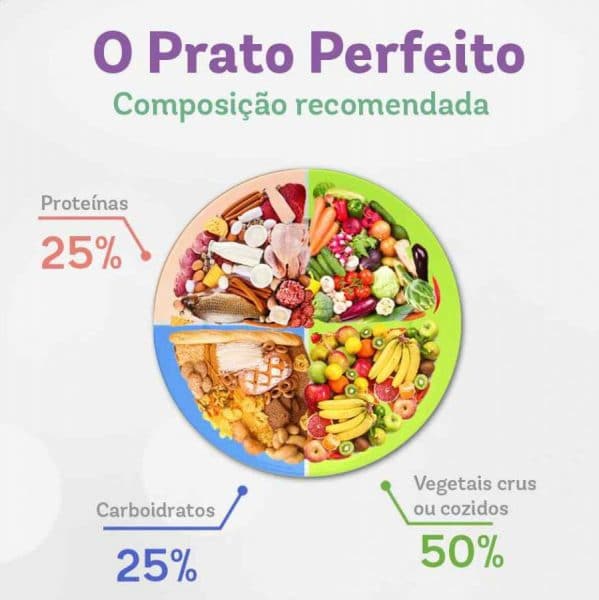 O Prato Perfeito
Composição recomendada
Proteínas
25%
Carboidratos
25%
Vegetais crus
ou cozidos
50%